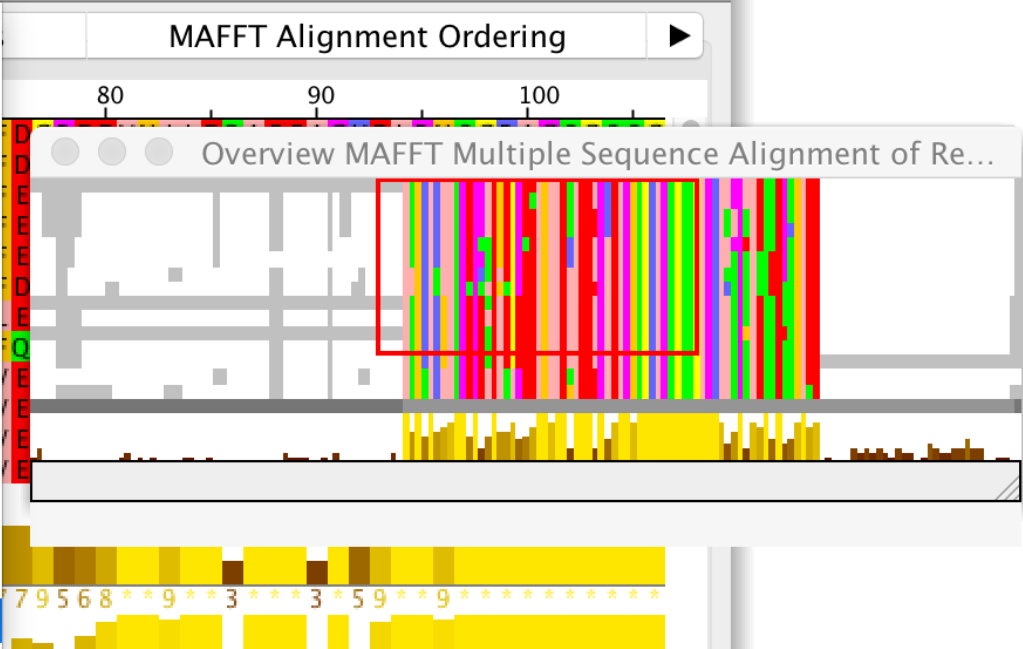 MAFFT Alignment Ordering
80 90 100
Overview MAFFT Multiple Sequence Alignment of Re...
D
D
E
E
E
D
E
Q
E
E
E
E
79568**9**3***3*59**9**********